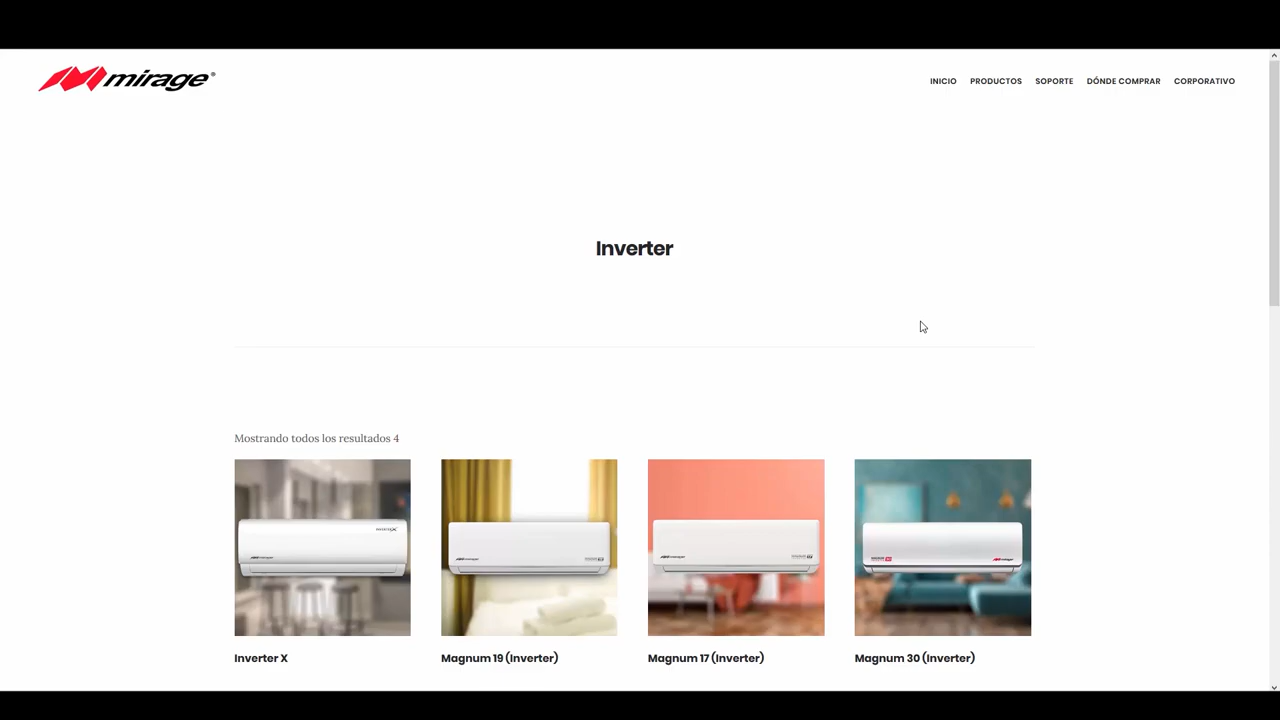 mirage®
INICIO PRODUCTOS SOPORTE DÓNDE COMPRAR CORPORATIVO
Inverter
Mostrando todos los resultados 4
Inverter X
Magnum 19 (Inverter)
Magnum 17 (Inverter)
Magnum 30 (Inverter)